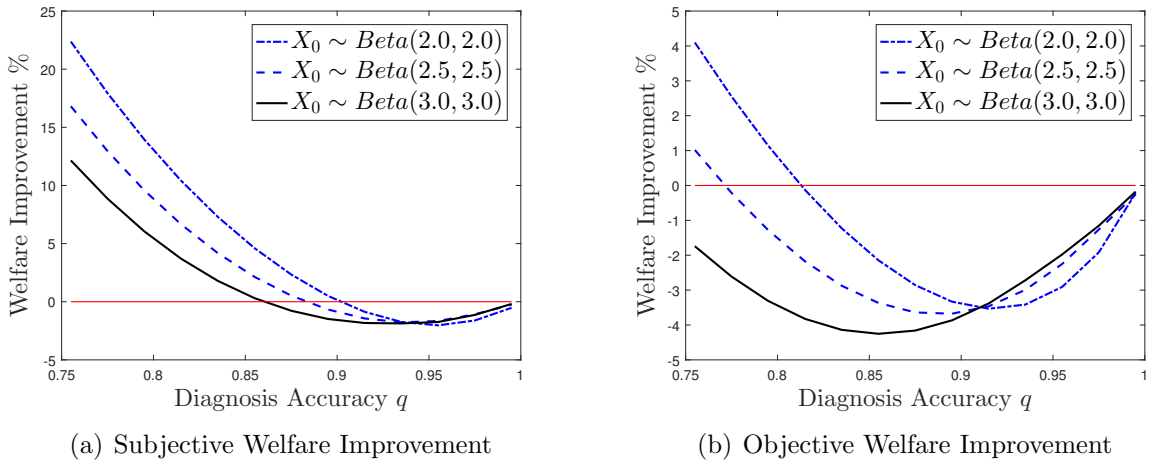 25
20
15
10
5
0
-5
0.75
0.8
0.85
0.9
0.95
1
Welfare Improvement %
Diagnosis Accuracy q
X₀ ∼ Beta(2.0, 2.0)
X₀ ∼ Beta(2.5, 2.5)
X₀ ∼ Beta(3.0, 3.0)
(a) Subjective Welfare Improvement
5
4
3
2
1
0
-1
-2
-3
-4
-5
0.75
0.8
0.85
0.9
0.95
1
Welfare Improvement %
Diagnosis Accuracy q
X₀ ∼ Beta(2.0, 2.0)
X₀ ∼ Beta(2.5, 2.5)
X₀ ∼ Beta(3.0, 3.0)
(b) Objective Welfare Improvement